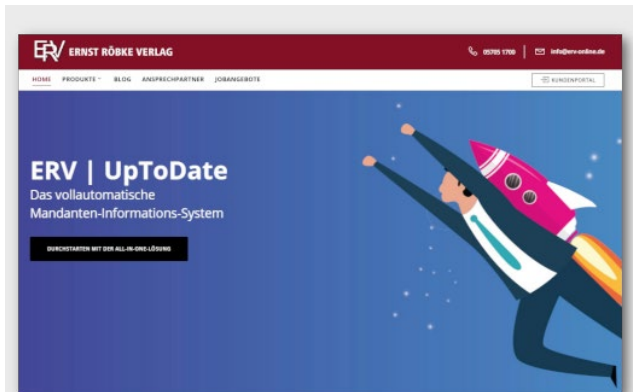 ERV ERNST RÖBKE VERLAG
05705 1700
info@erv-online.de
HOME PRODUKTE BLOG ANSPRECHPARTNER JOBANGEBOTE
KUNDENPORTAL
ERV | UpToDate
Das vollautomatische
Mandanten-Informations-System
DURCHSTARTEN MIT DER ALL-IN-ONE-LÖSUNG